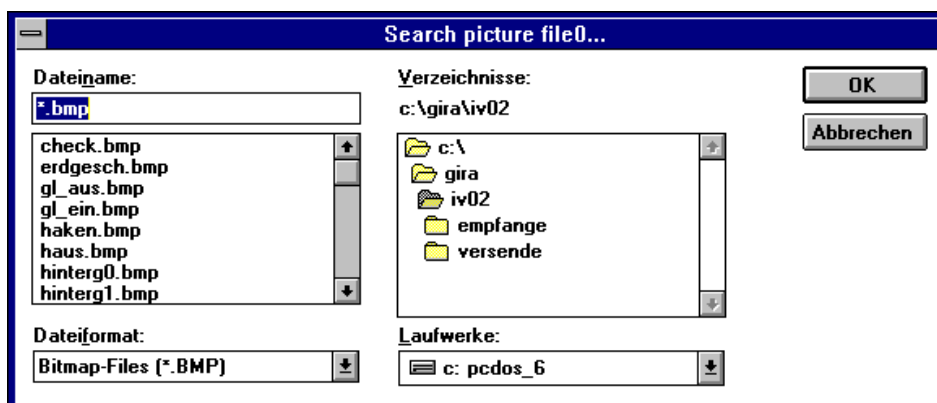 Search picture file0...
Dateiname:
*.bmp
check.bmp
erdgesch.bmp
gl_aus.bmp
gl_ein.bmp
haken.bmp
haus.bmp
hinterg0.bmp
hinterg1.bmp
Dateiformat:
Bitmap-Files (*.BMP)
Verzeichnisse:
c:\gira\iv02
c:\
gira
iv02
empfange
versende
Laufwerke:
c: pcdos_6
OK
Abbrechen